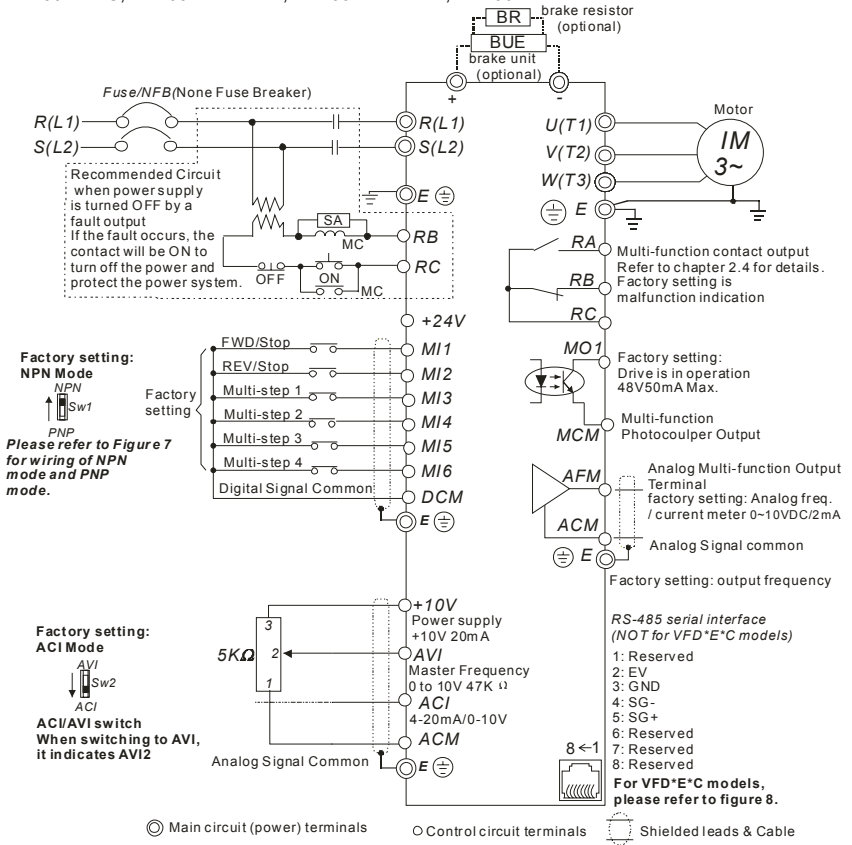 BR
brake resistor
(optional)
BUE
brake unit
(optional)
+
-
Fuse/NFB(None Fuse Breaker)
R(L1)
S(L2)
R(L1)
S(L2)
E
Recommended Circuit
when power supply
is turned OFF by a
fault output
If the fault occurs, the
contact will be ON to
turn off the power and
protect the power system.
SA
MC
OFF
ON
MC
RB
RC
U(T1)
V(T2)
W(T3)
E
Motor
IM
3~
RA
RB
RC
Multi-function contact output
Refer to chapter 2.4 for details.
Factory setting is
malfunction indication
+24V
Factory setting:
NPN Mode
NPN
Sw1
PNP
Please refer to Figure 7
for wiring of NPN
mode and PNP
mode.
Factory
setting
FWD/Stop
MI1
REV/Stop
MI2
Multi-step 1
MI3
Multi-step 2
MI4
Multi-step 3
MI5
Multi-step 4
MI6
Digital Signal Common
DCM
E
MO1
Factory setting:
Drive is in operation
48V50mA Max.
MCM
Multi-function
Photocoulper Output
AFM
Analog Multi-function Output
Terminal
factory setting: Analog freq.
/ current meter 0~10VDC/2mA
ACM
Analog Signal common
E
Factory setting: output frequency
Factory setting:
ACI Mode
AVI
Sw2
ACI
ACI/AVI switch
When switching to AVI,
it indicates AVI2
5KΩ
3
2
1
+10V
Power supply
+10V 20mA
AVI
Master Frequency
0 to 10V 47K Ω
ACI
4-20mA/0-10V
ACM
Analog Signal Common
E
RS-485 serial interface
(NOT for VFD*E*C models)
1: Reserved
2: EV
3: GND
4: SG-
5: SG+
6: Reserved
7: Reserved
8: Reserved
For VFD*E*C models,
please refer to figure 8.
8←1
Main circuit (power) terminals
Control circuit terminals
Shielded leads & Cable